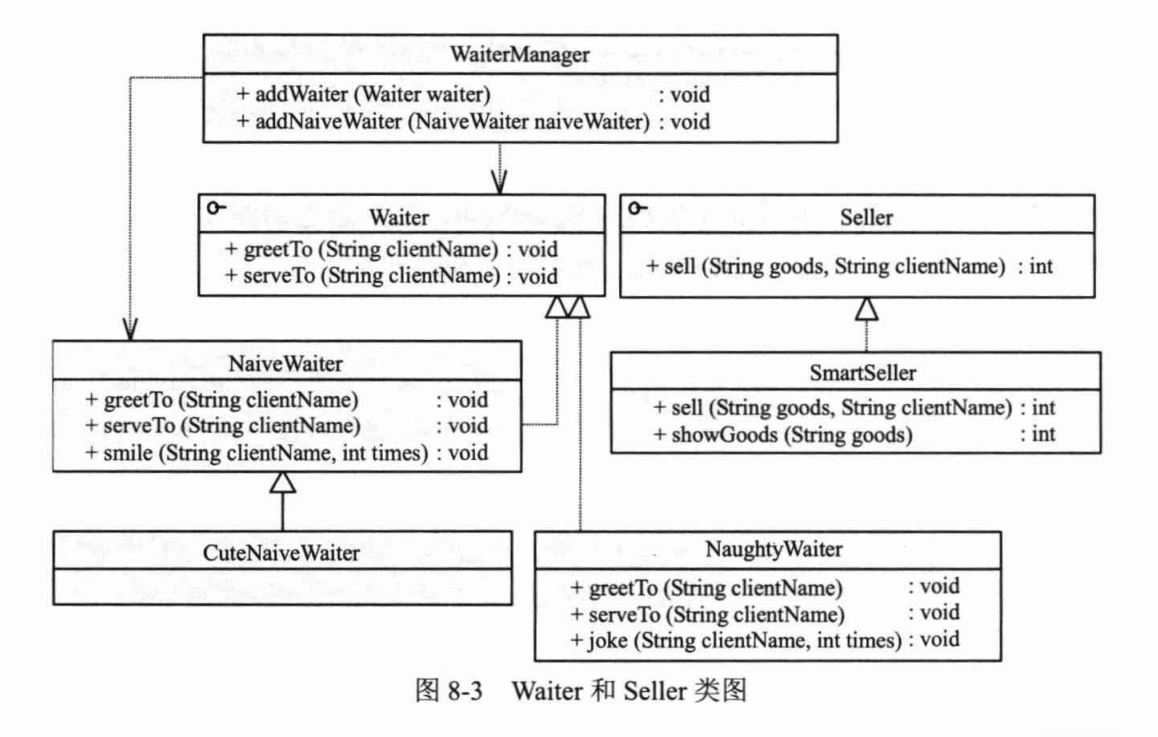 WaiterManager
+ addWaiter (Waiter waiter) : void
+ addNaiveWaiter (NaiveWaiter naiveWaiter) : void
Waiter
+ greetTo (String clientName) : void
+ serveTo (String clientName) : void
Seller
+ sell (String goods, String clientName) : int
NaiveWaiter
+ greetTo (String clientName) : void
+ serveTo (String clientName) : void
+ smile (String clientName, int times) : void
SmartSeller
+ sell (String goods, String clientName) : int
+ showGoods (String goods) : int
CuteNaiveWaiter
NaughtyWaiter
+ greetTo (String clientName) : void
+ serveTo (String clientName) : void
+ joke (String clientName, int times) : void
图 8-3 Waiter 和 Seller 类图